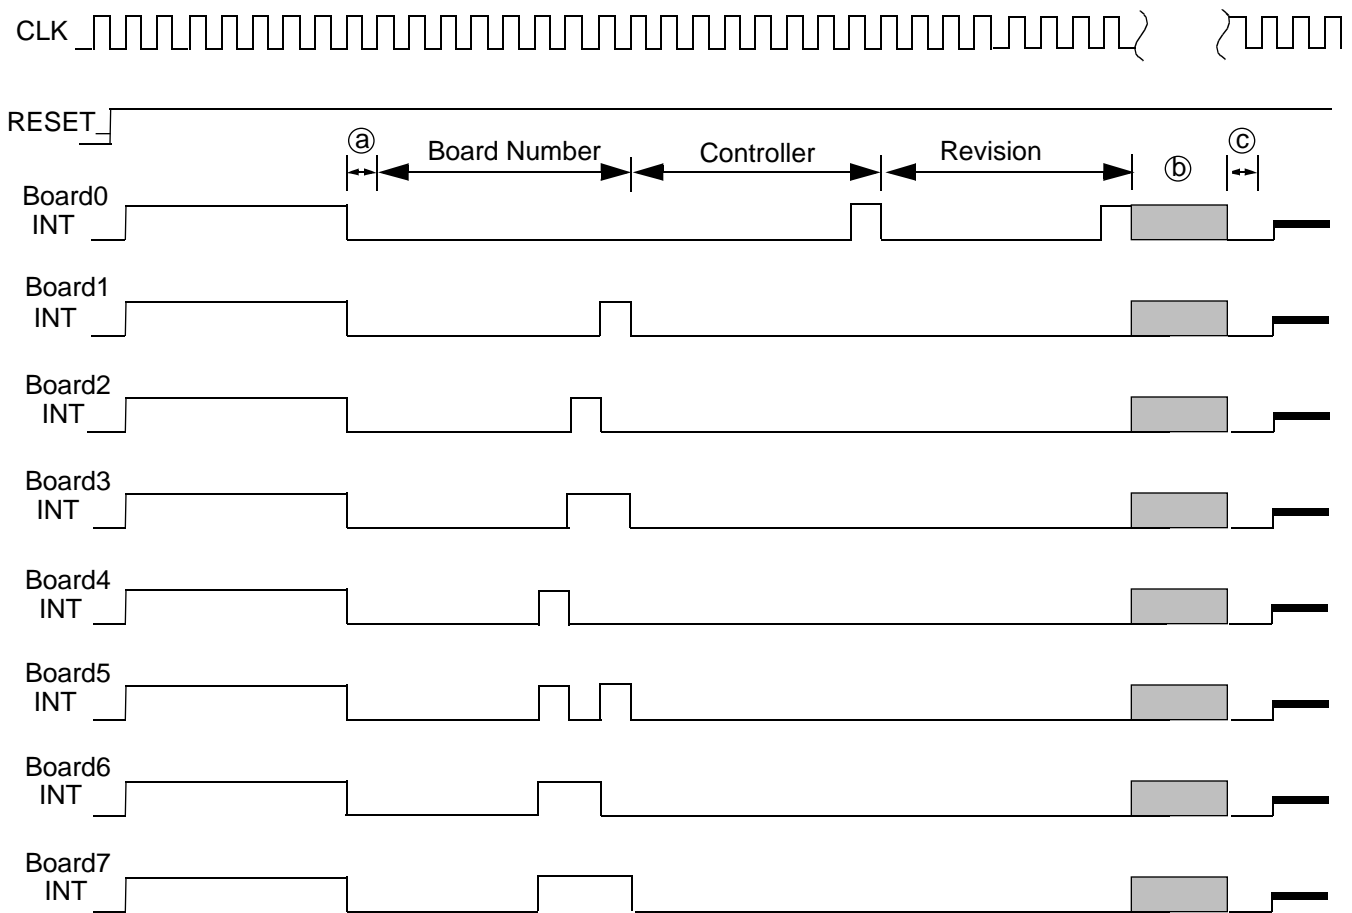 CLK
RESET_
ⓐ
Board Number
Controller
Revision
ⓑ
ⓒ
Board0
INT
Board1
INT
Board2
INT
Board3
INT
Board4
INT
Board5
INT
Board6
INT
Board7
INT